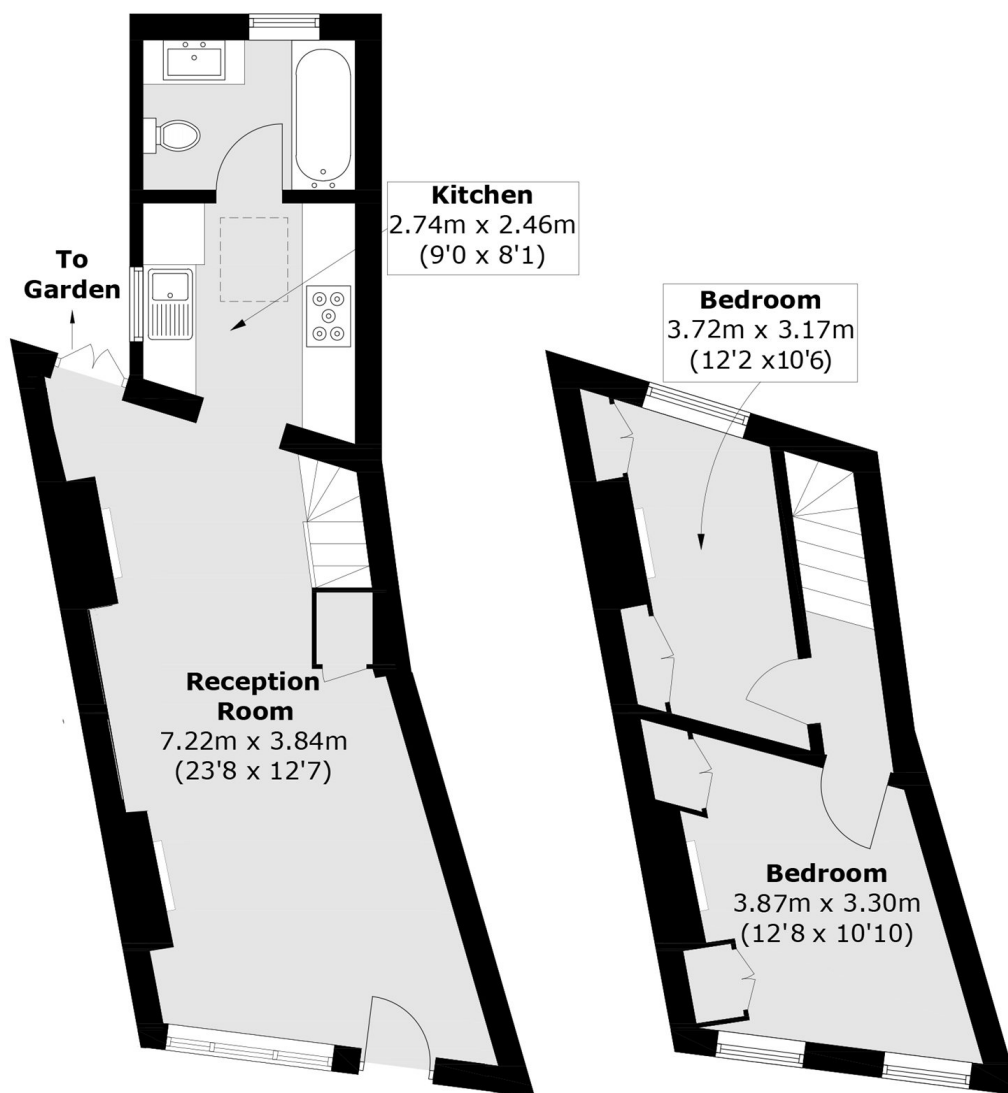 Kitchen
2.74m x 2.46m
(9'0 x 8'1)
To
Garden
Bedroom
3.72m x 3.17m
(12'2 x10'6)
Reception
Room
7.22m x 3.84m
(23'8 x 12'7)
Bedroom
3.87m x 3.30m
(12'8 x 10'10)